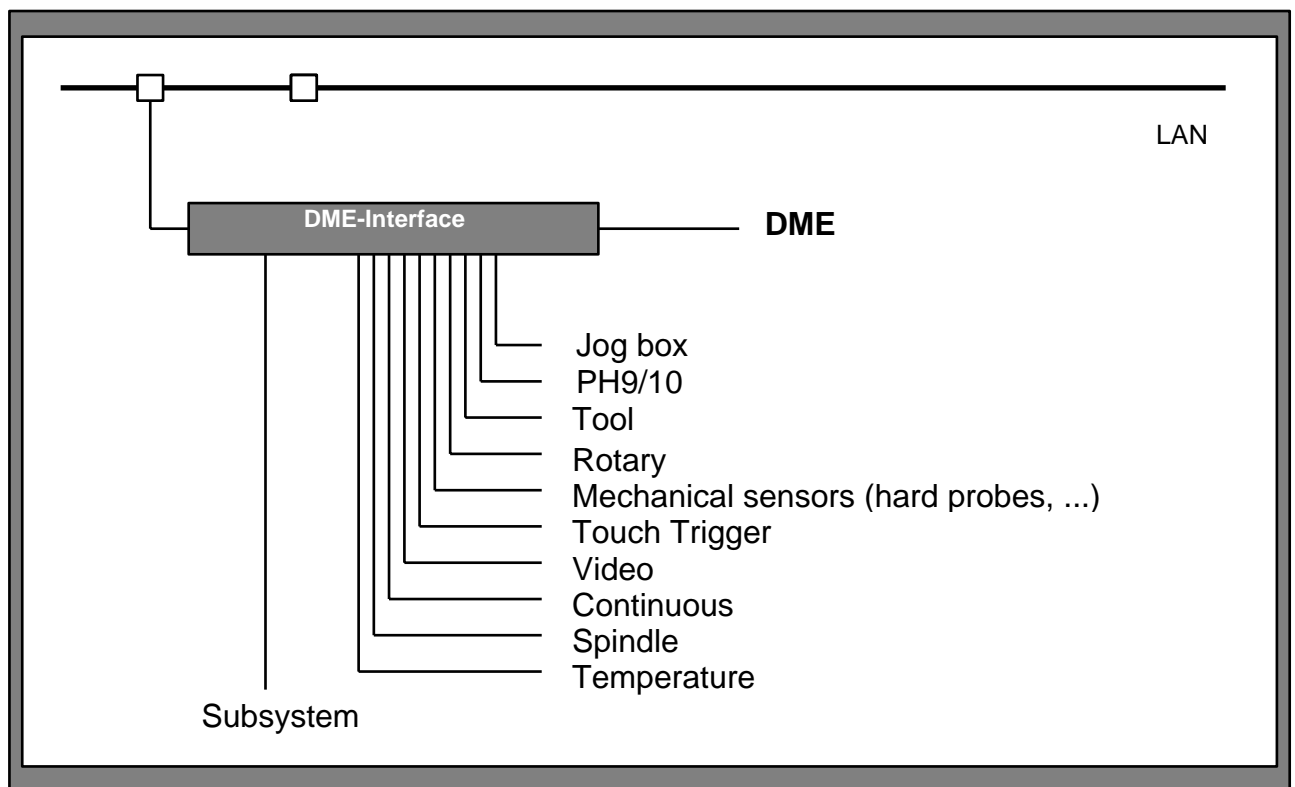 LAN
DME-Interface
DME
Jog box
PH9/10
Tool
Rotary
Mechanical sensors (hard probes, ...)
Touch Trigger
Video
Continuous
Spindle
Temperature
Subsystem